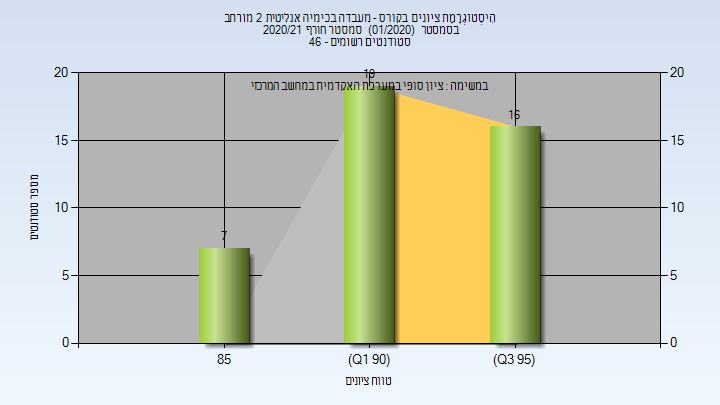 הִיסְטוֹגְרָמַת ציונים בקורס - מעבדה בכימיה אנליטית 2 מורחב
בסמסטר (01/2020) סמסטר חורף 2020/21
סטודנטים רשומים - 46
במשימה : ציון סופי במערכת האקדמית במחשב המרכזי
מספר סטודנטים
20
15
10
5
0
20
15
10
5
0
7
19
16
85
(Q1 90)
(Q3 95)
טווח ציונים